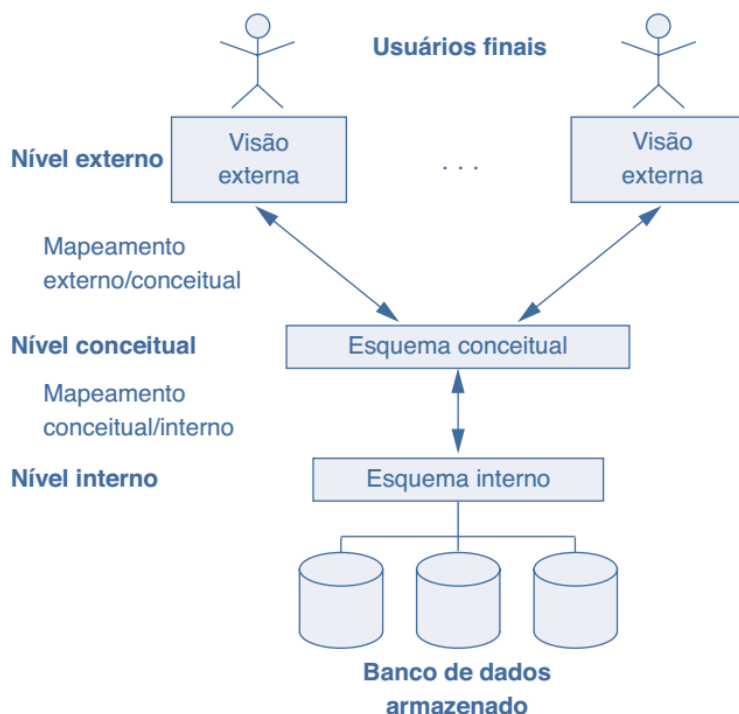 Usuários finais
Nível externo
Visão
externa
. . .
Visão
externa
Mapeamento
externo/conceitual
Nível conceitual
Esquema conceitual
Mapeamento
conceitual/interno
Nível interno
Esquema interno
Banco de dados
armazenado